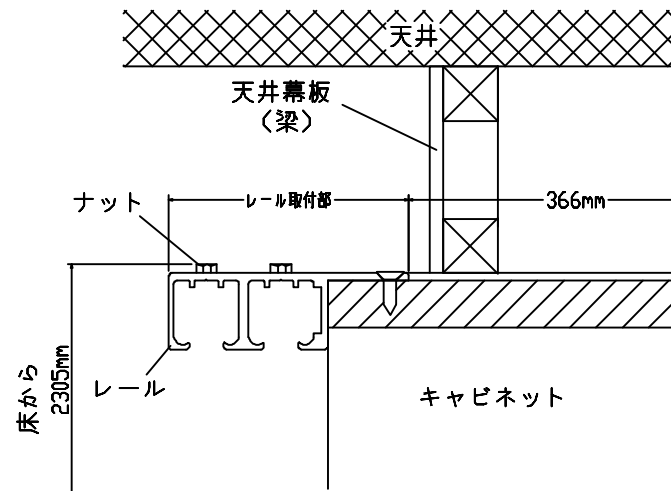 天井
天井幕板
（梁）
ナット
レール取付部
366mm
レール
床から
2305mm
キャビネット